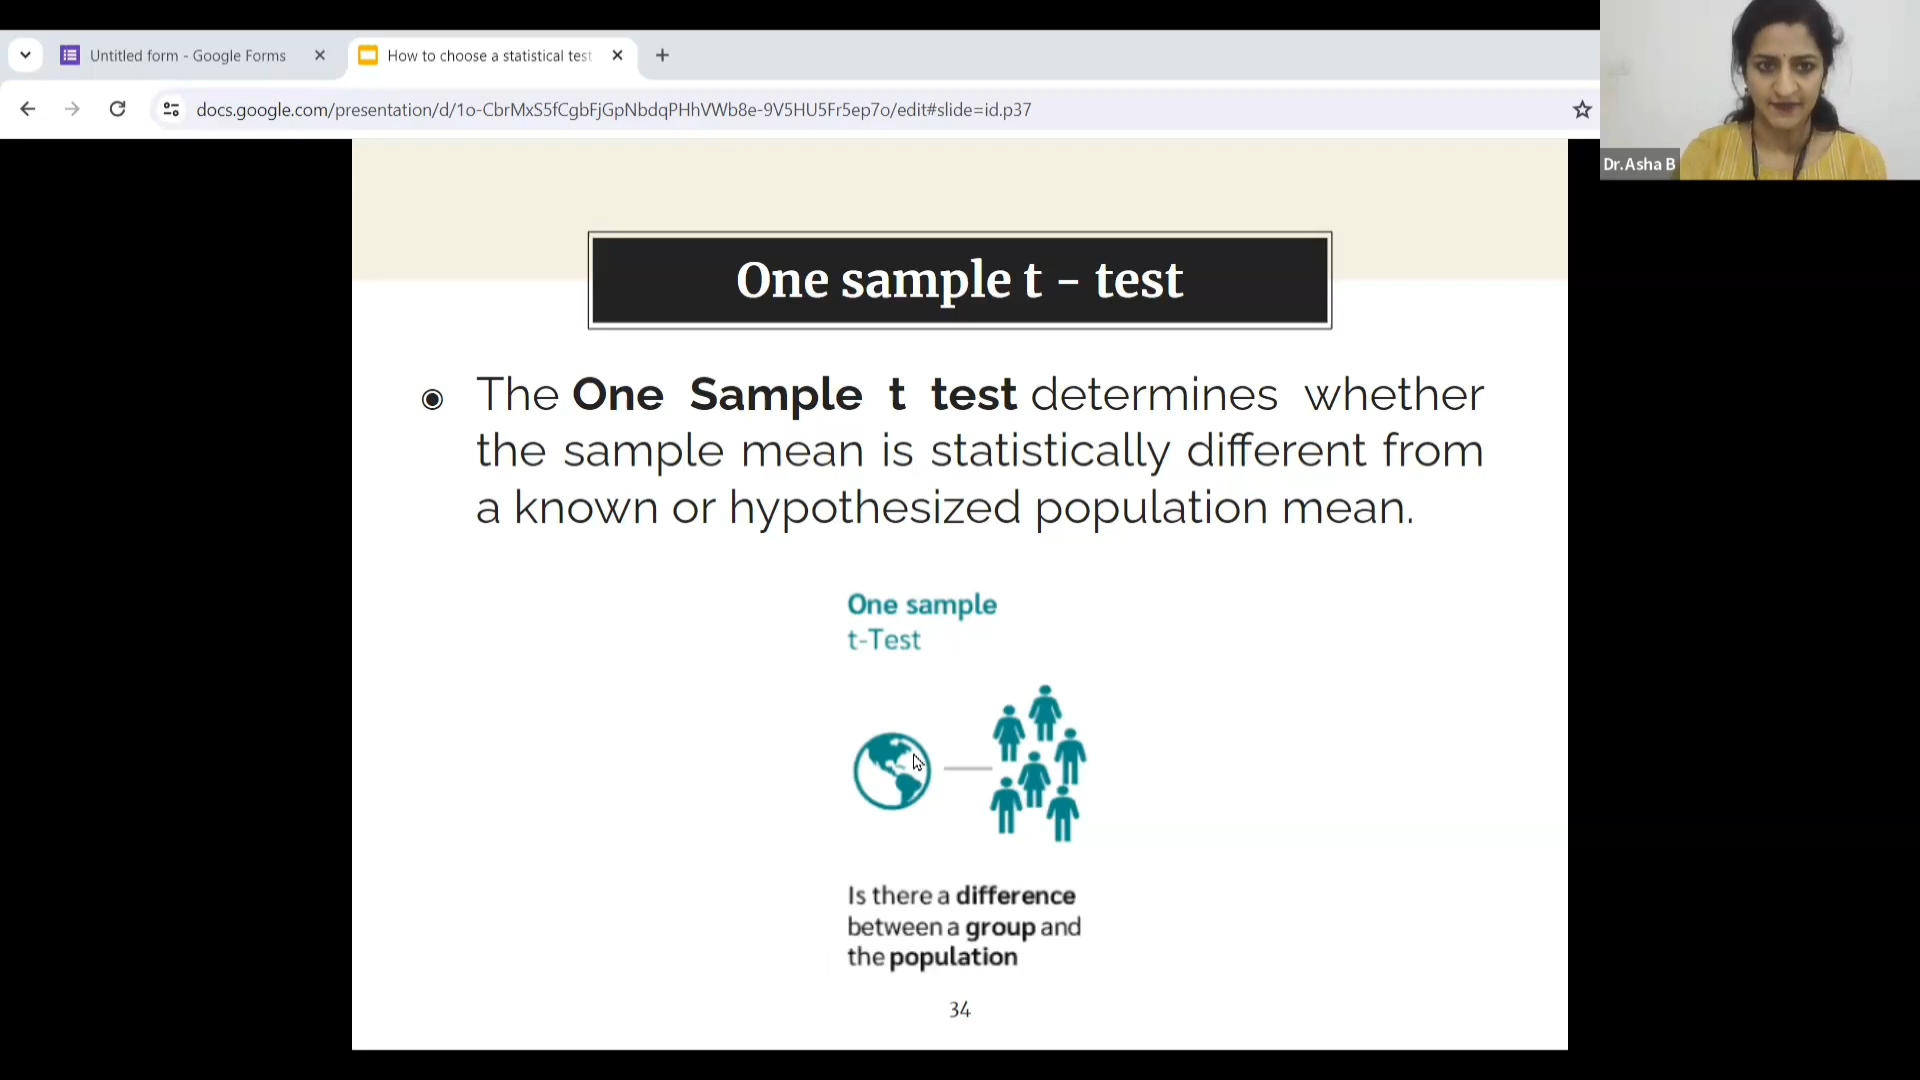 Untitled form - Google Forms
How to choose a statistical test
docs.google.com/presentation/d/1o-CbrMxS5fCgbFjGpNbdqPHhVWb8e-9V5HU5Fr5ep7o/edit#slide=id.p37
Dr.Asha B
One sample t - test
The One Sample t test determines whether
the sample mean is statistically different from
a known or hypothesized population mean.
One sample
t-Test
Is there a difference
between a group and
the population
34